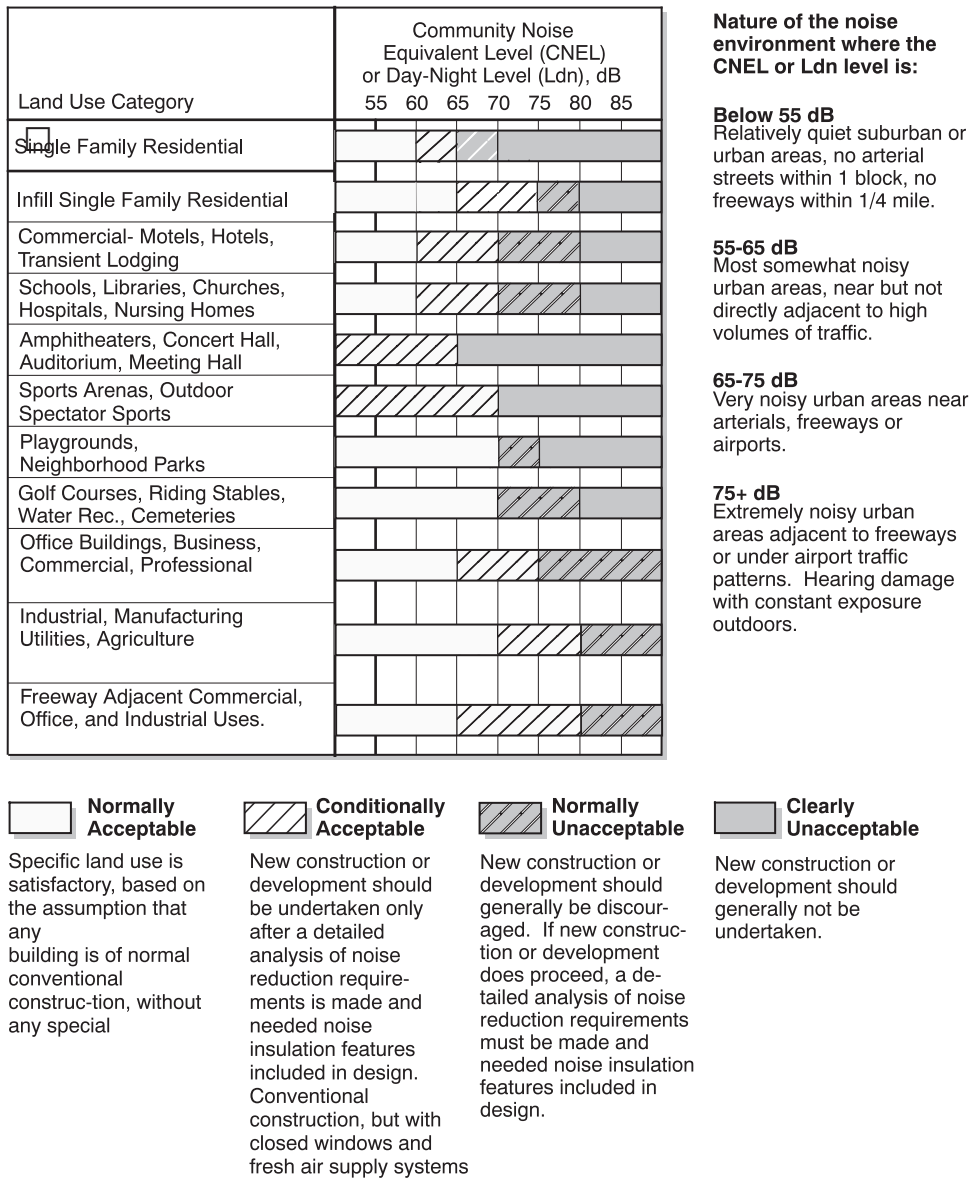 Community Noise
Equivalent Level (CNEL)
or Day-Night Level (Ldn), dB
Land Use Category
55 60 65 70 75 80 85
Single Family Residential
Infill Single Family Residential
Commercial- Motels, Hotels,
Transient Lodging
Schools, Libraries, Churches,
Hospitals, Nursing Homes
Amphitheaters, Concert Hall,
Auditorium, Meeting Hall
Sports Arenas, Outdoor
Spectator Sports
Playgrounds,
Neighborhood Parks
Golf Courses, Riding Stables,
Water Rec., Cemeteries
Office Buildings, Business,
Commercial, Professional
Industrial, Manufacturing
Utilities, Agriculture
Freeway Adjacent Commercial,
Office, and Industrial Uses.
Nature of the noise
environment where the
CNEL or Ldn level is:
Below 55 dB
Relatively quiet suburban or
urban areas, no arterial
streets within 1 block, no
freeways within 1/4 mile.
55-65 dB
Most somewhat noisy
urban areas, near but not
directly adjacent to high
volumes of traffic.
65-75 dB
Very noisy urban areas near
arterials, freeways or
airports.
75+ dB
Extremely noisy urban
areas adjacent to freeways
or under airport traffic
patterns. Hearing damage
with constant exposure
outdoors.
Normally
Acceptable
Specific land use is
satisfactory, based on
the assumption that
any
building is of normal
conventional
construc-tion, without
any special
Conditionally
Acceptable
New construction or
development should
be undertaken only
after a detailed
analysis of noise
reduction require-
ments is made and
needed noise
insulation features
included in design.
Conventional
construction, but with
closed windows and
fresh air supply systems
Normally
Unacceptable
New construction or
development should
generally be discour-
aged. If new construc-
tion or development
does proceed, a de-
tailed analysis of noise
reduction requirements
must be made and
needed noise insulation
features included in
design.
Clearly
Unacceptable
New construction or
development should
generally not be
undertaken.